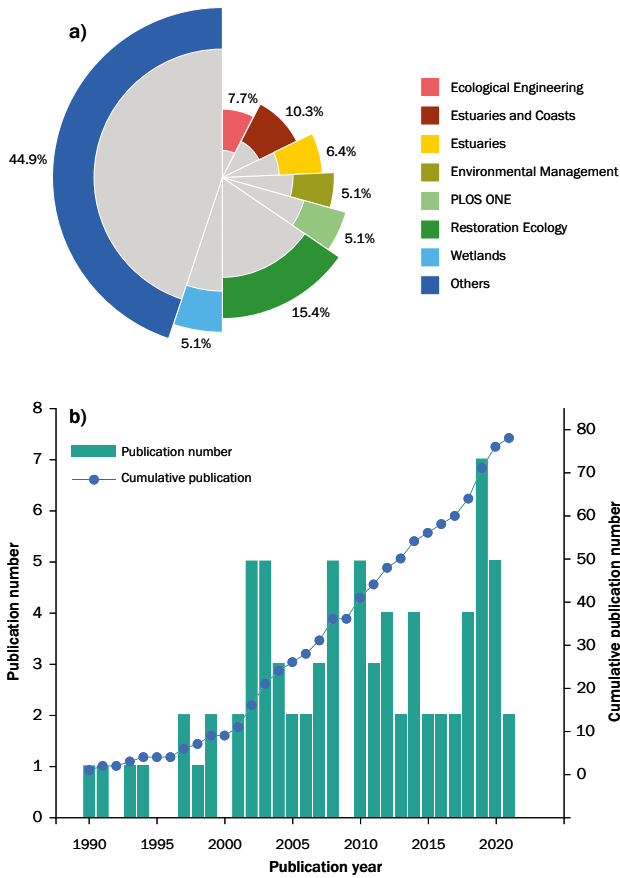 a)
7.7%
10.3%
6.4%
5.1%
5.1%
15.4%
5.1%
44.9%
Ecological Engineering
Estuaries and Coasts
Estuaries
Environmental Management
PLOS ONE
Restoration Ecology
Wetlands
Others
b)
Publication number
Cumulative publication
Publication number
8
7
6
5
4
3
2
1
0
80
70
60
50
40
30
20
10
0
Cumulative publication number
1990
1995
2000
2005
2010
2015
2020
Publication year